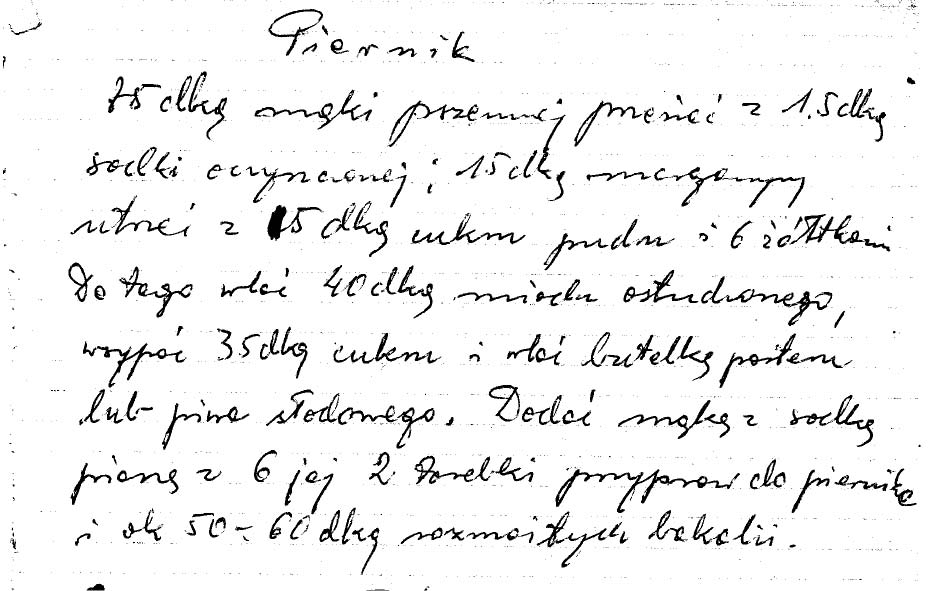 Piernik
75 dkg mąki pszennej przesiać z 1,5 dkg
sodki oczyszczonej; 15 dkg margaryny
utrzeć z 15 dkg cukru pudru i 6 żółtkami
Do tego wlać 40 dkg miodu ostudzonego,
wsypać 35 dkg cukru i wlać butelkę porteru
lub piwa słodowego. Dodać mąkę z sodką
pianę z 6 jaj 2 torebki przypraw do piernika
i ok 50-60 dkg rozmaitych bakalii.